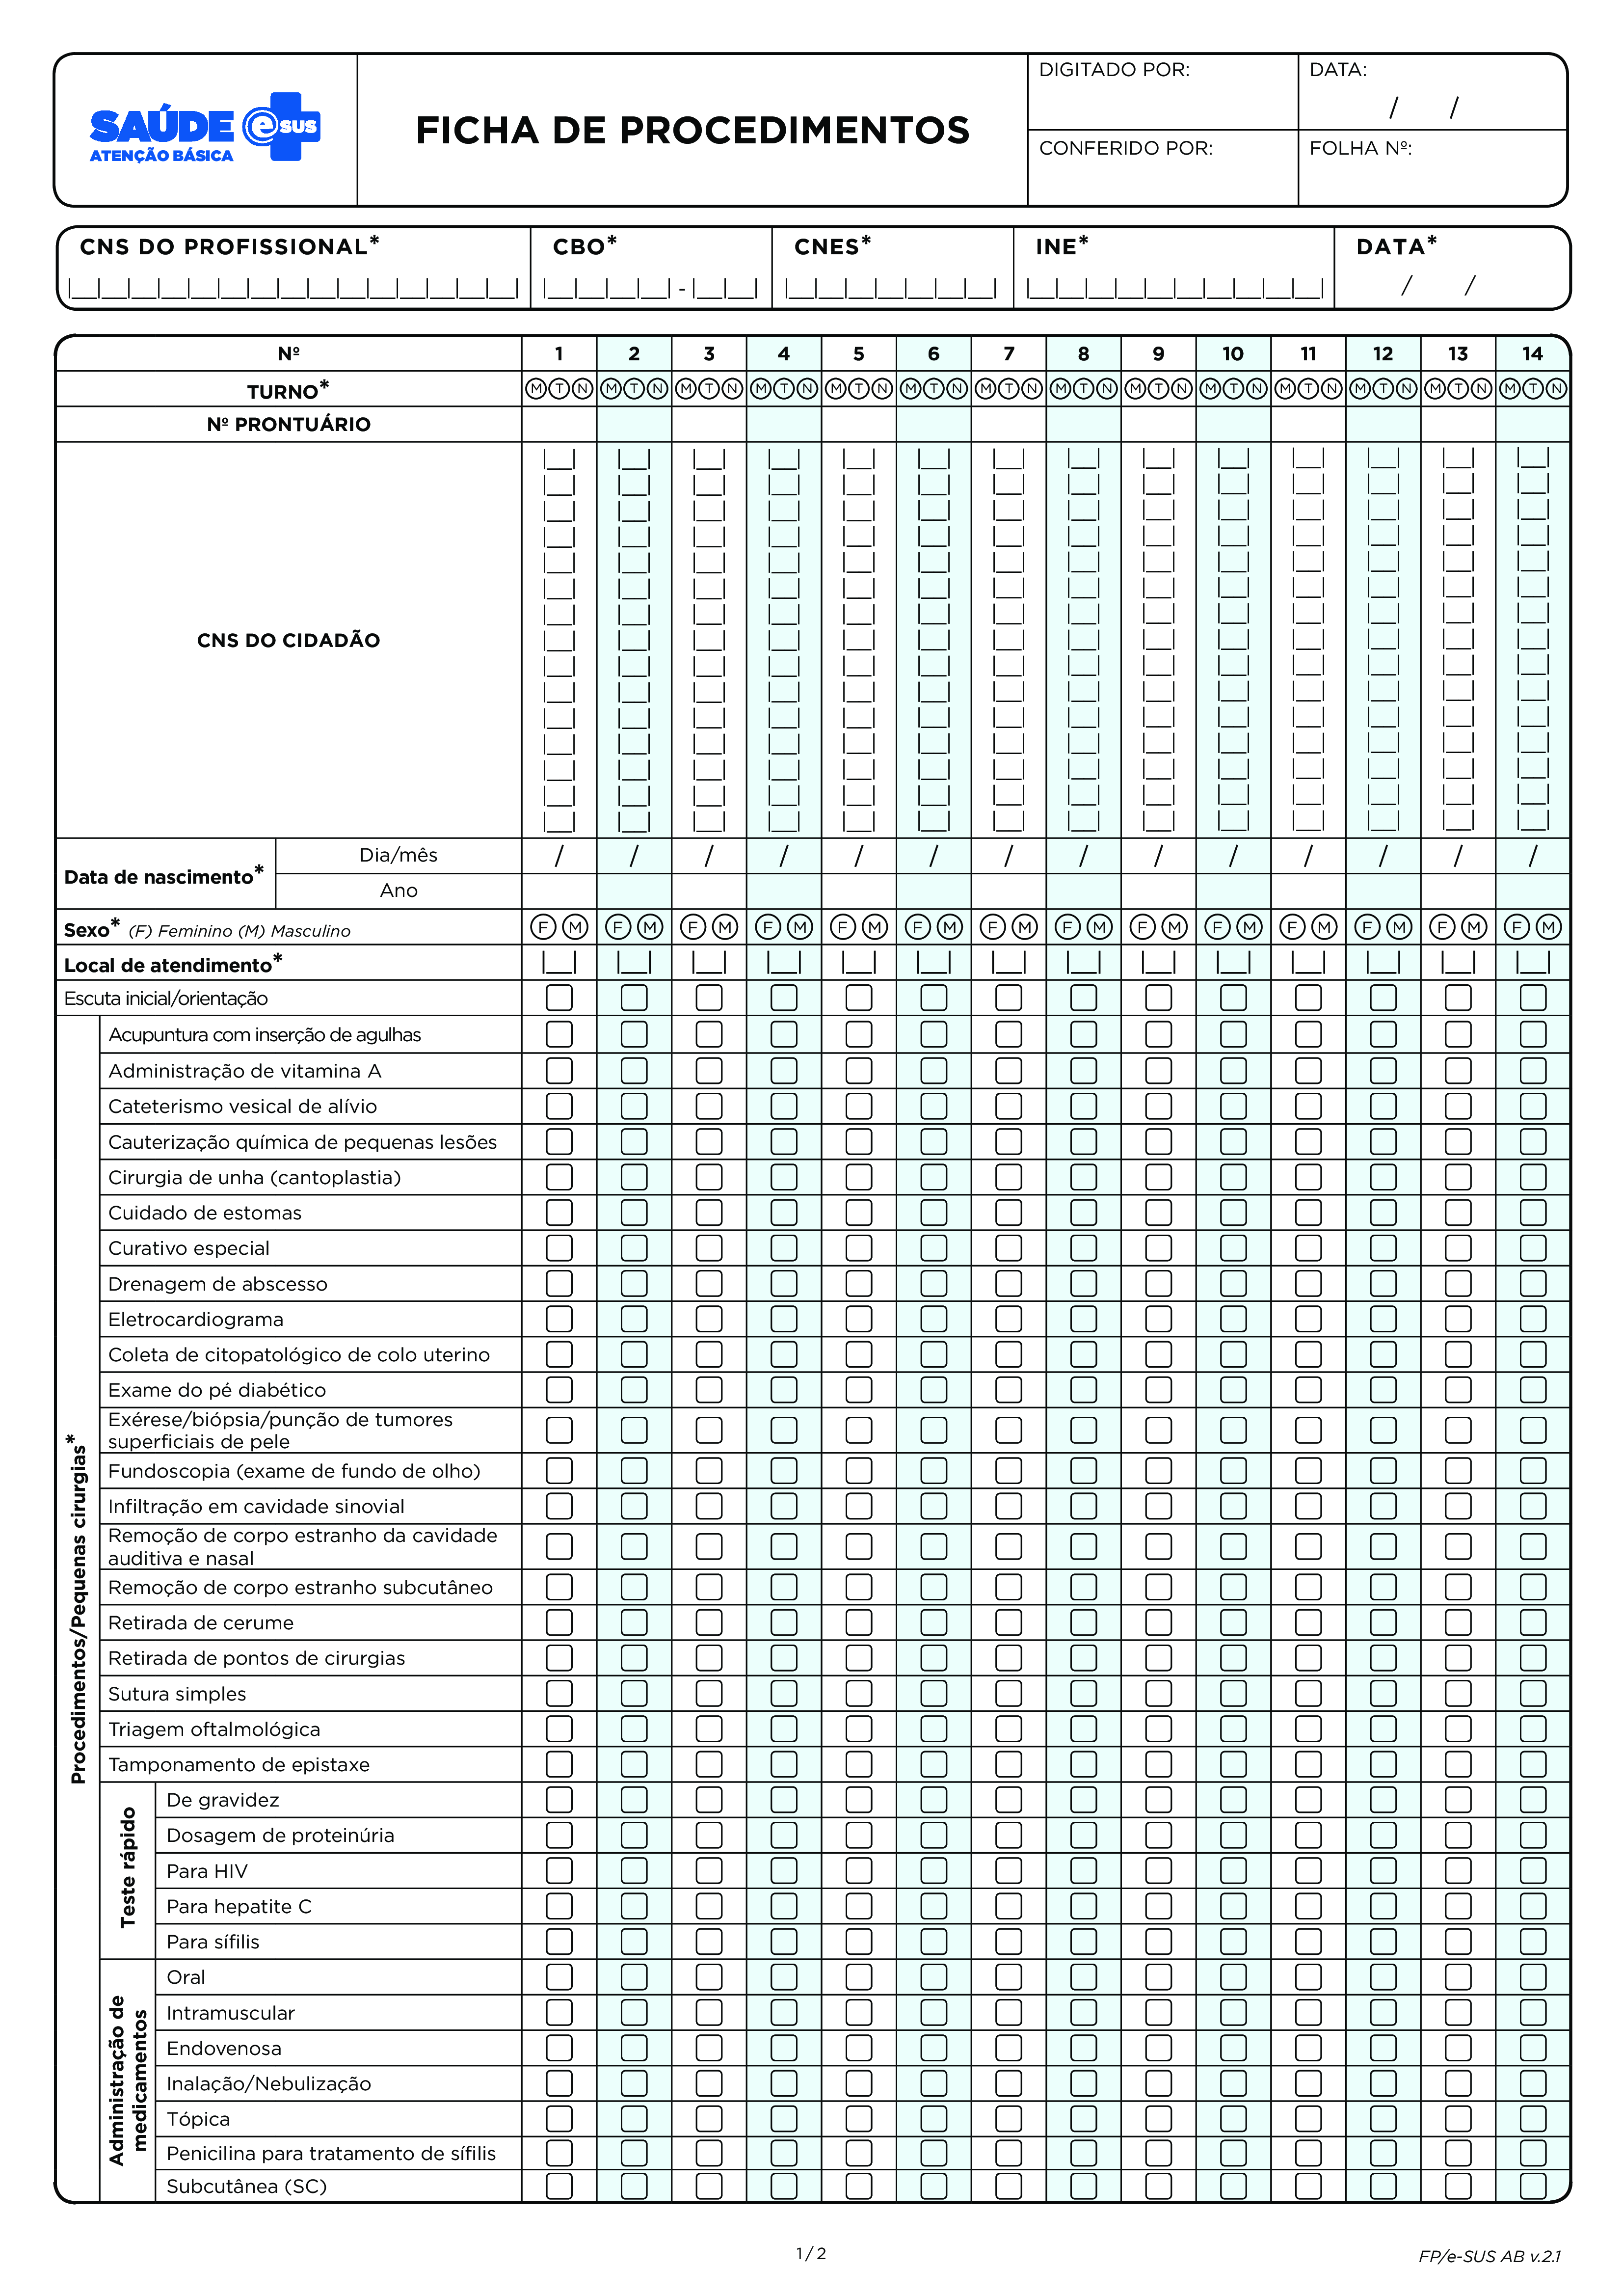 SAÚDE e SUS
ATENÇÃO BÁSICA
FICHA DE PROCEDIMENTOS
DIGITADO POR:
DATA:
/ /
CONFERIDO POR:
FOLHA Nº:
CNS DO PROFISSIONAL*
CBO*
-
CNES*
INE*
DATA*
/ /
Nº 1 2 3 4 5 6 7 8 9 10 11 12 13 14
TURNO* M T N M T N M T N M T N M T N M T N M T N M T N M T N M T N M T N M T N M T N M T N
Nº PRONTUÁRIO
CNS DO CIDADÃO
Data de nascimento*
Dia/mês / / / / / / / / / / / / / /
Ano
Sexo* (F) Feminino (M) Masculino F M F M F M F M F M F M F M F M F M F M F M F M F M F M
Local de atendimento*
Escuta inicial/orientação
Procedimentos/Pequenas cirurgias*
Acupuntura com inserção de agulhas
Administração de vitamina A
Cateterismo vesical de alívio
Cauterização química de pequenas lesões
Cirurgia de unha (cantoplastia)
Cuidado de estomas
Curativo especial
Drenagem de abscesso
Eletrocardiograma
Coleta de citopatológico de colo uterino
Exame do pé diabético
Exérese/biópsia/punção de tumores
superficiais de pele
Fundoscopia (exame de fundo de olho)
Infiltração em cavidade sinovial
Remoção de corpo estranho da cavidade
auditiva e nasal
Remoção de corpo estranho subcutâneo
Retirada de cerume
Retirada de pontos de cirurgias
Sutura simples
Triagem oftalmológica
Tamponamento de epistaxe
Teste rápido
De gravidez
Dosagem de proteinúria
Para HIV
Para hepatite C
Para sífilis
Administração de
medicamentos
Oral
Intramuscular
Endovenosa
Inalação/Nebulização
Tópica
Penicilina para tratamento de sífilis
Subcutânea (SC)
1 / 2
FP/e-SUS AB v.2.1